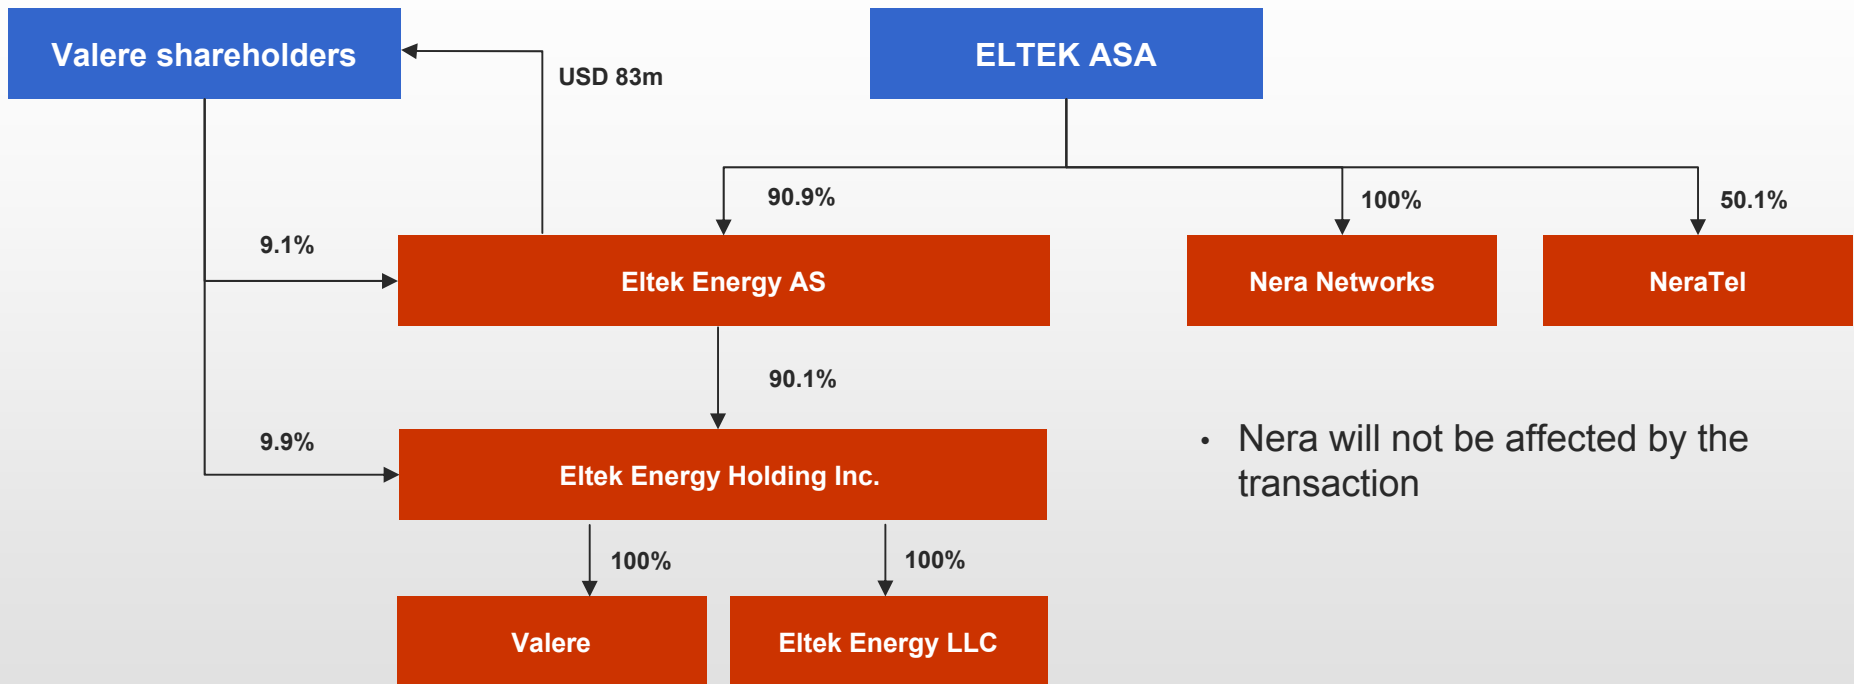 Valere shareholders
ELTEK ASA
USD 83m
90.9%
100%
50.1%
9.1%
Eltek Energy AS
Nera Networks
NeraTel
90.1%
9.9%
Eltek Energy Holding Inc.
• Nera will not be affected by the
transaction
100%
100%
Valere
Eltek Energy LLC